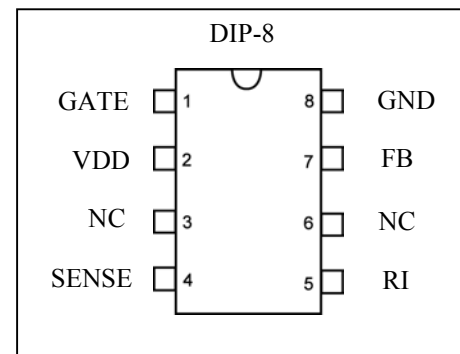 DIP-8
GATE 1 8 GND
VDD 2 7 FB
NC 3 6 NC
SENSE 4 5 RI